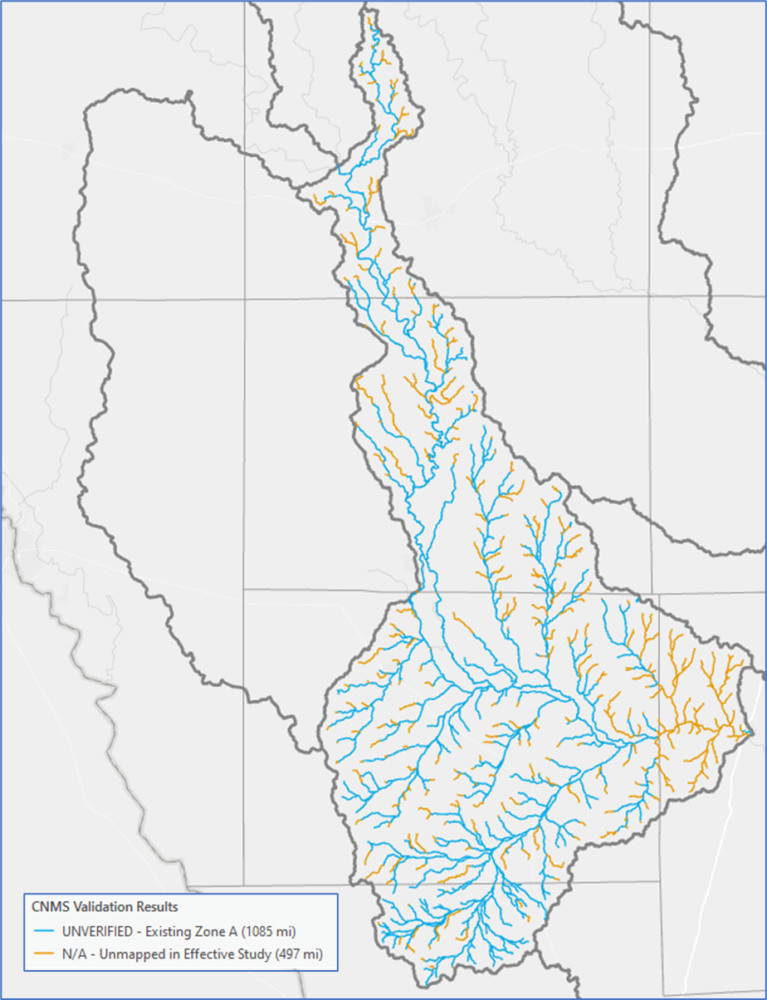 CNMS Validation Results
UNVERIFIED - Existing Zone A (1085 mi)
N/A - Unmapped in Effective Study (497 mi)